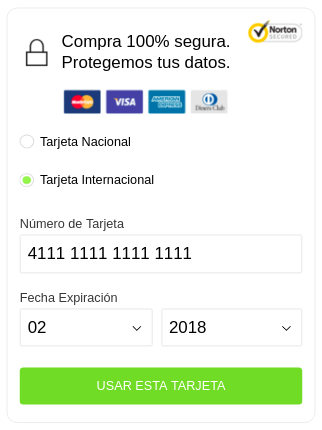 Compra 100% segura.
Protegemos tus datos.
Norton
SECURED
MasterCard
VISA
AMERICAN
EXPRESS
Diners Club
Tarjeta Nacional
Tarjeta Internacional
Número de Tarjeta
4111 1111 1111 1111
Fecha Expiración
02 2018
USAR ESTA TARJETA